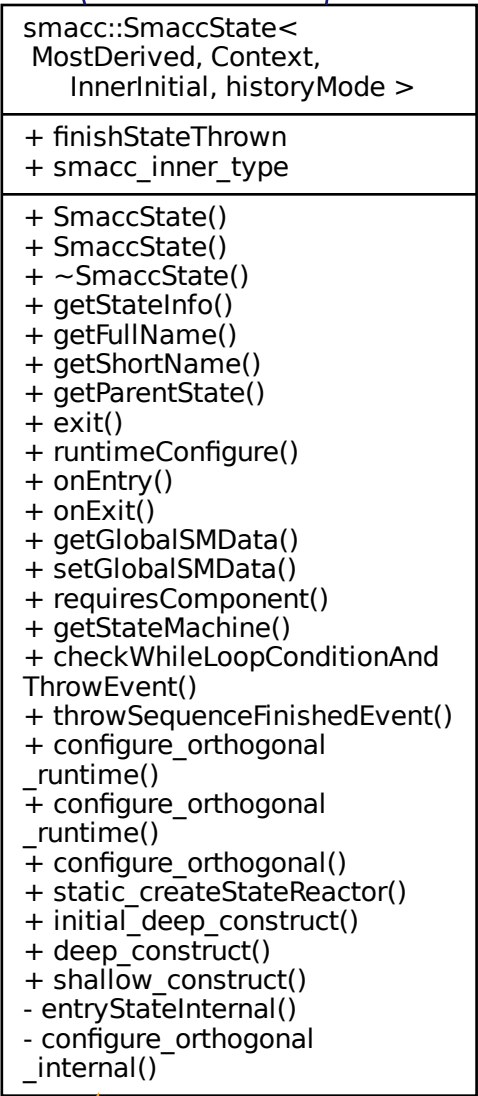 smacc::SmaccState<
MostDerived, Context,
InnerInitial, historyMode >
+ finishStateThrown
+ smacc_inner_type
+ SmaccState()
+ SmaccState()
+ ~SmaccState()
+ getStateInfo()
+ getFullName()
+ getShortName()
+ getParentState()
+ exit()
+ runtimeConfigure()
+ onEntry()
+ onExit()
+ getGlobalSMData()
+ setGlobalSMData()
+ requiresComponent()
+ getStateMachine()
+ checkWhileLoopConditionAnd
ThrowEvent()
+ throwSequenceFinishedEvent()
+ configure_orthogonal
_runtime()
+ configure_orthogonal
_runtime()
+ configure_orthogonal()
+ static_createStateReactor()
+ initial_deep_construct()
+ deep_construct()
+ shallow_construct()
- entryStateInternal()
- configure_orthogonal
_internal()